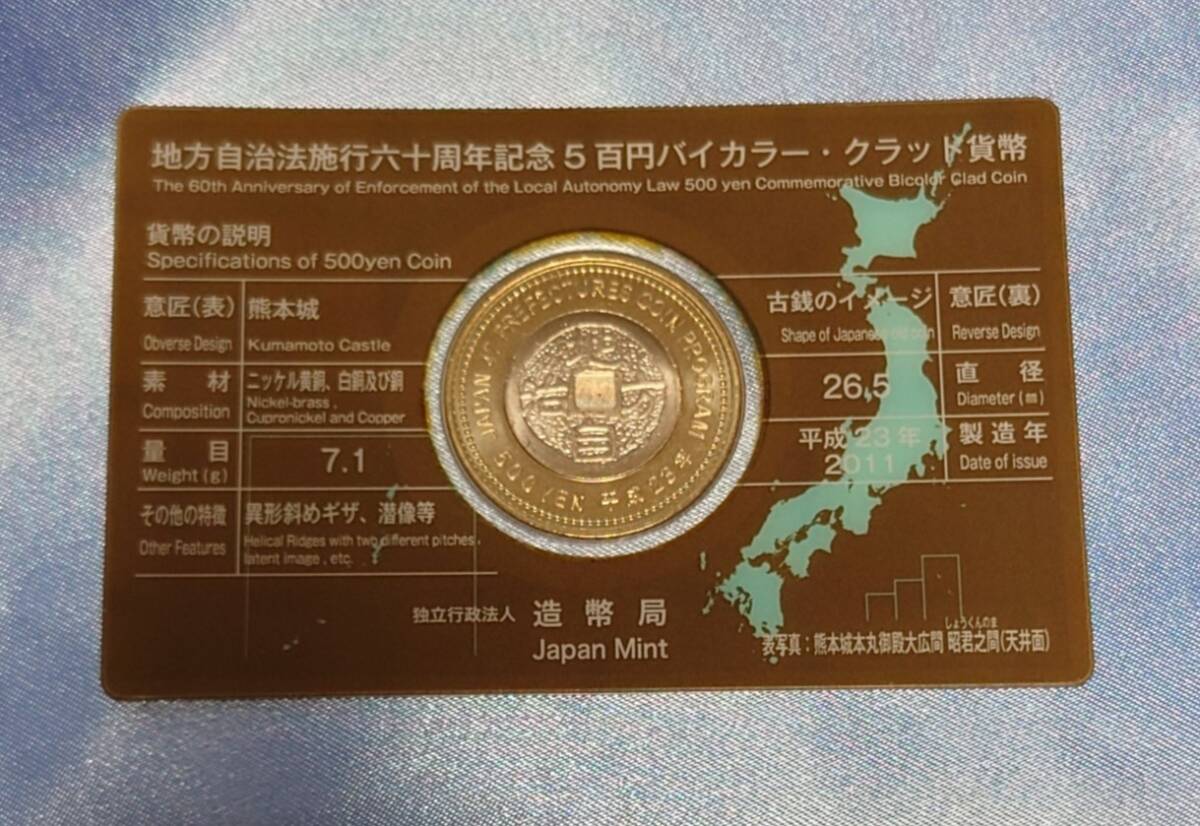 地方自治法施行六十周年記念5百円バイカラー・クラッド貨幣
The 60th Anniversary of Enforcement of the Local Autonomy Law 500 yen Commemorative Bicolor Clad Coin
貨幣の説明
Specifications of 500yen Coin
意匠(表) 熊本城
Obverse Design Kumamoto Castle
素材 ニッケル黄銅、白銅及び銅
Composition Nickel-brass,
Cupronickel and Copper
量目 7.1
Weight (g)
その他の特徴 異形斜めギザ、潜像等
Other Features Helical Ridges with two different pitches,
latent image, etc.
JAPAN 47 PREFECTURES COIN PROGRAM
500 YEN 平成23年
古銭のイメージ 意匠(裏)
Shape of Japanese old coin Reverse Design
26,5 直径
Diameter (㎜)
平成23年 製造年
2011 Date of issue
独立行政法人 造幣局
Japan Mint
しょうくんのま
表写真：熊本城本丸御殿大広間 昭君之間(天井面)